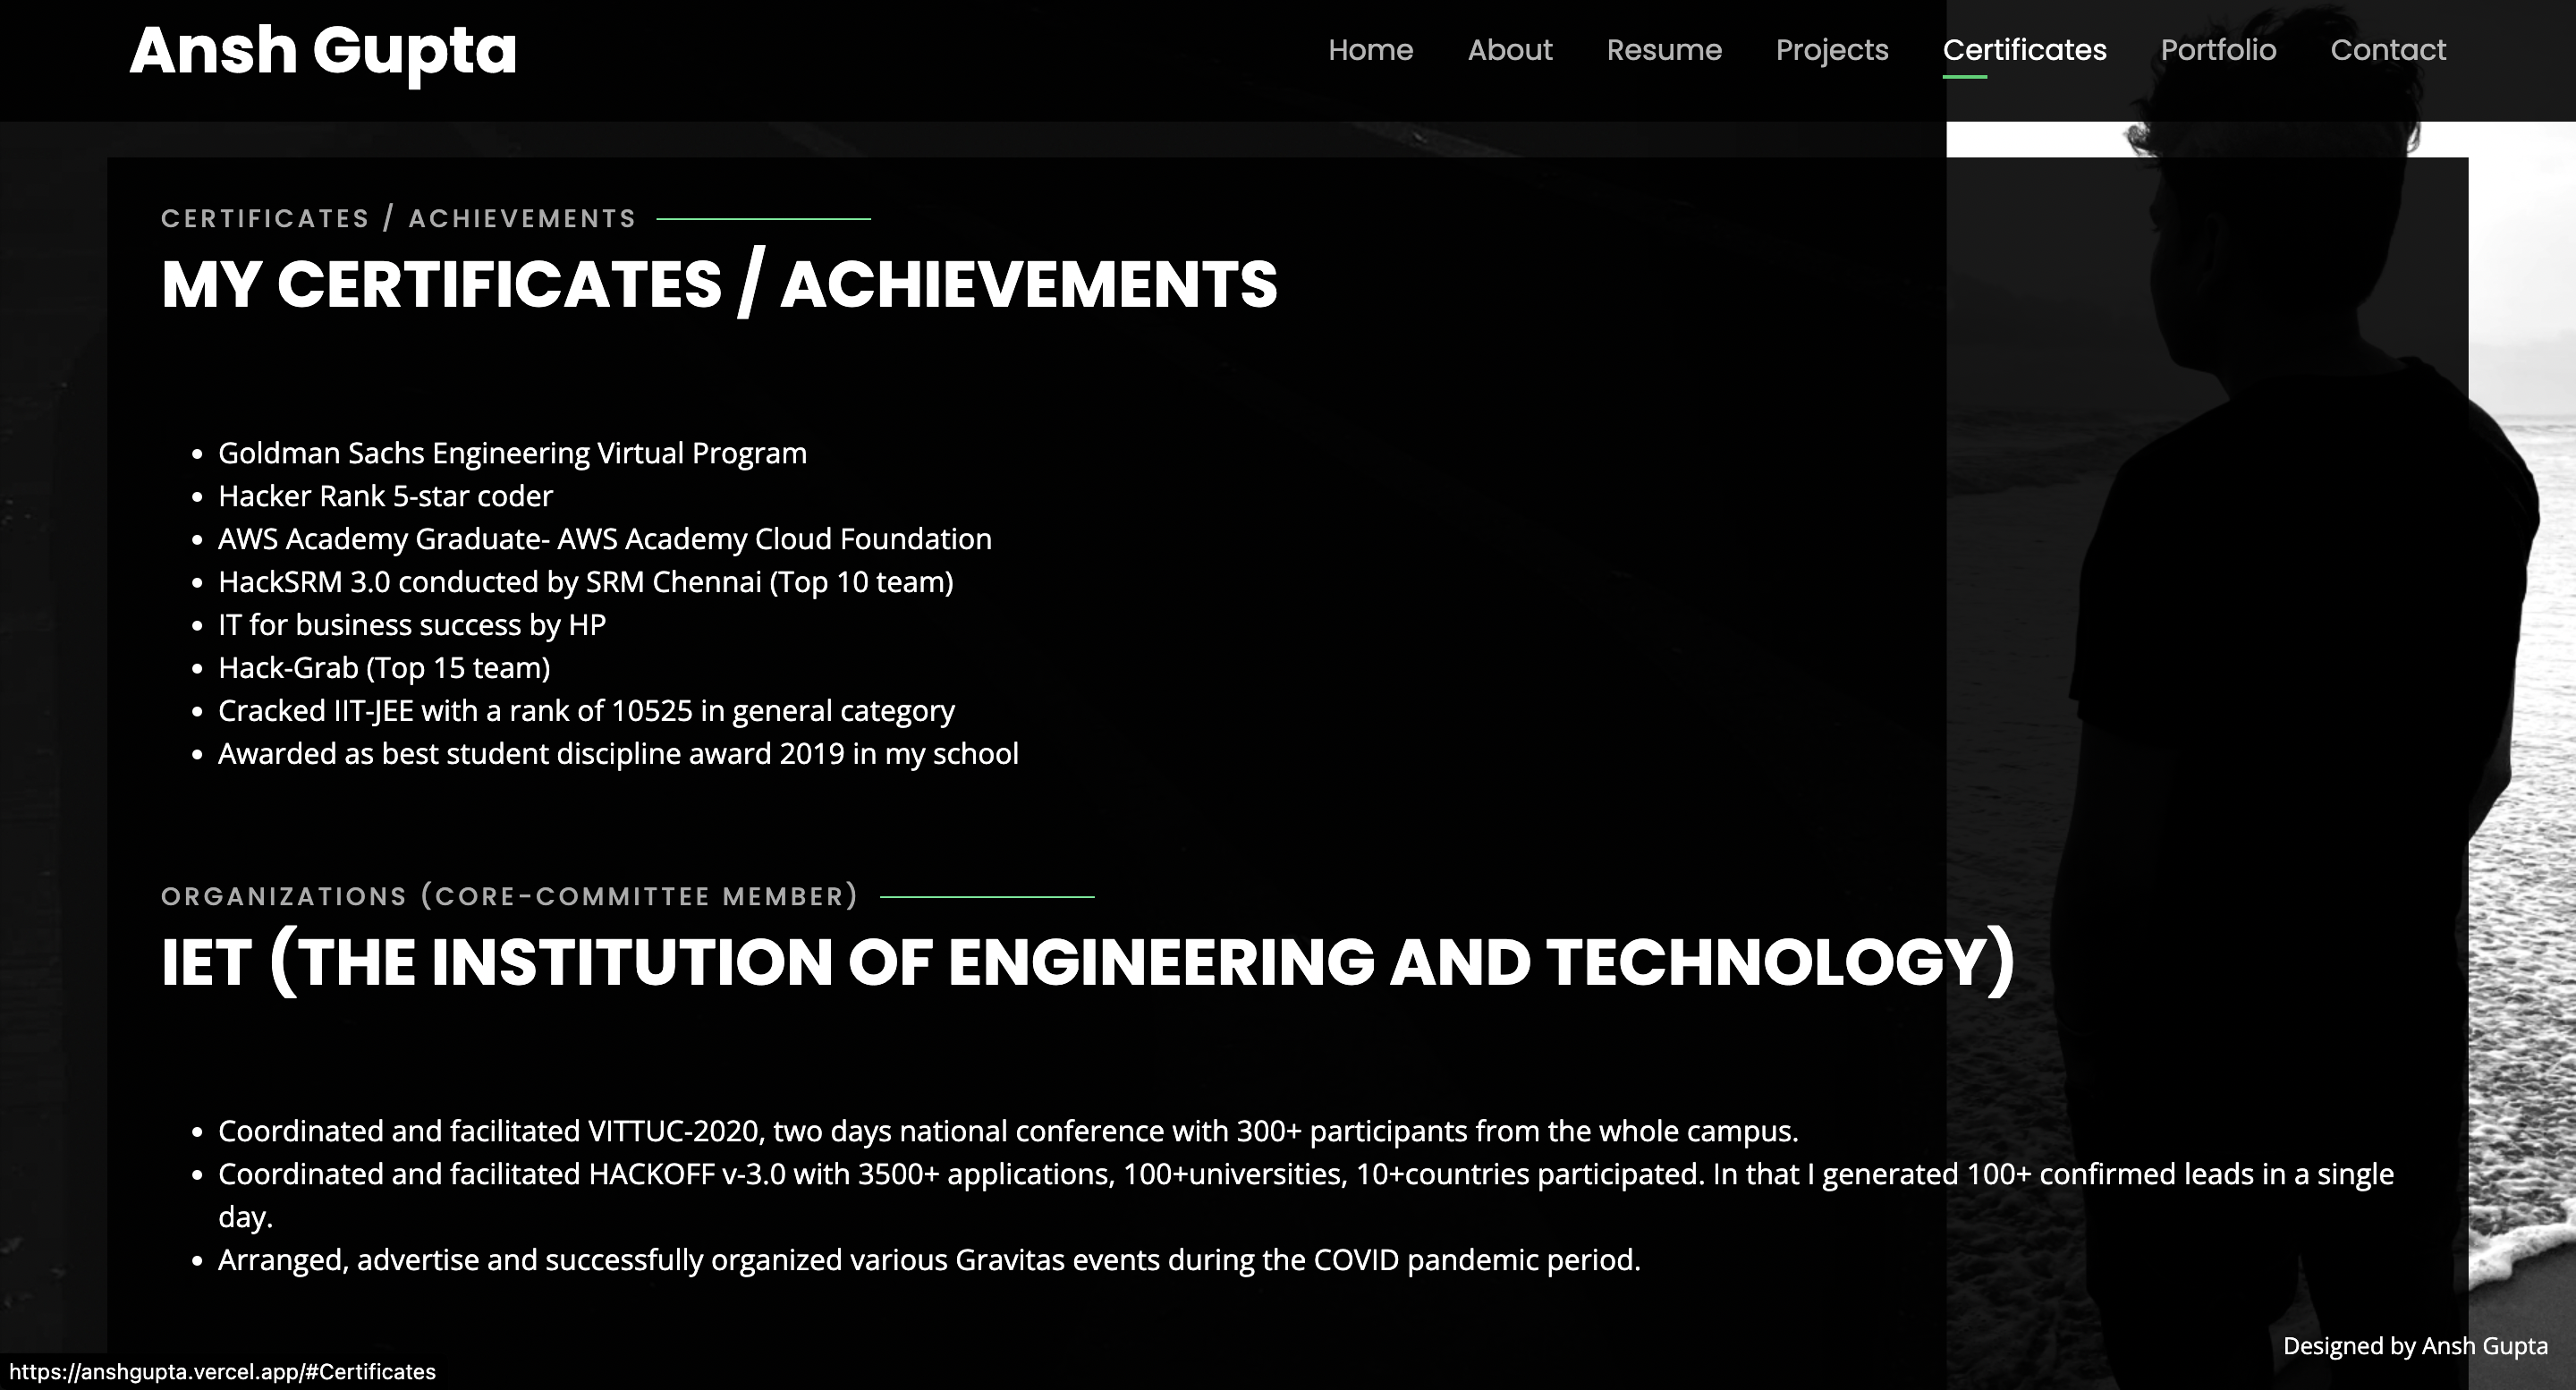 Ansh Gupta
Home About Resume Projects Certificates Portfolio Contact
CERTIFICATES / ACHIEVEMENTS
MY CERTIFICATES / ACHIEVEMENTS
• Goldman Sachs Engineering Virtual Program
• Hacker Rank 5-star coder
• AWS Academy Graduate- AWS Academy Cloud Foundation
• HackSRM 3.0 conducted by SRM Chennai (Top 10 team)
• IT for business success by HP
• Hack-Grab (Top 15 team)
• Cracked IIT-JEE with a rank of 10525 in general category
• Awarded as best student discipline award 2019 in my school
ORGANIZATIONS (CORE-COMMITTEE MEMBER)
IET (THE INSTITUTION OF ENGINEERING AND TECHNOLOGY)
• Coordinated and facilitated VITTUC-2020, two days national conference with 300+ participants from the whole campus.
• Coordinated and facilitated HACKOFF v-3.0 with 3500+ applications, 100+universities, 10+countries participated. In that I generated 100+ confirmed leads in a single
day.
• Arranged, advertise and successfully organized various Gravitas events during the COVID pandemic period.
Designed by Ansh Gupta
https://anshgupta.vercel.app/#Certificates